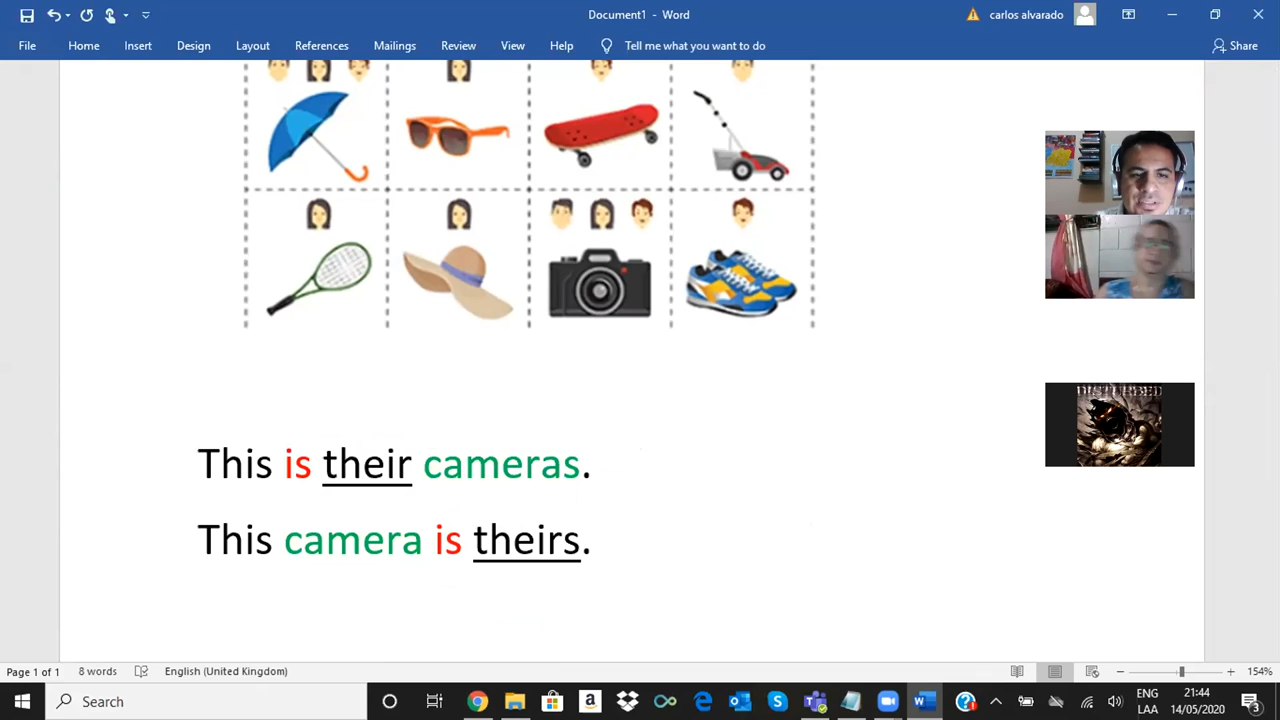 Document1 - Word
carlos alvarado
File Home Insert Design Layout References Mailings Review View Help Tell me what you want to do Share
DISTURBED
This is their cameras.
This camera is theirs.
Page 1 of 1 8 words English (United Kingdom) 154%
Search
ENG 21:44
LAA 14/05/2020
3